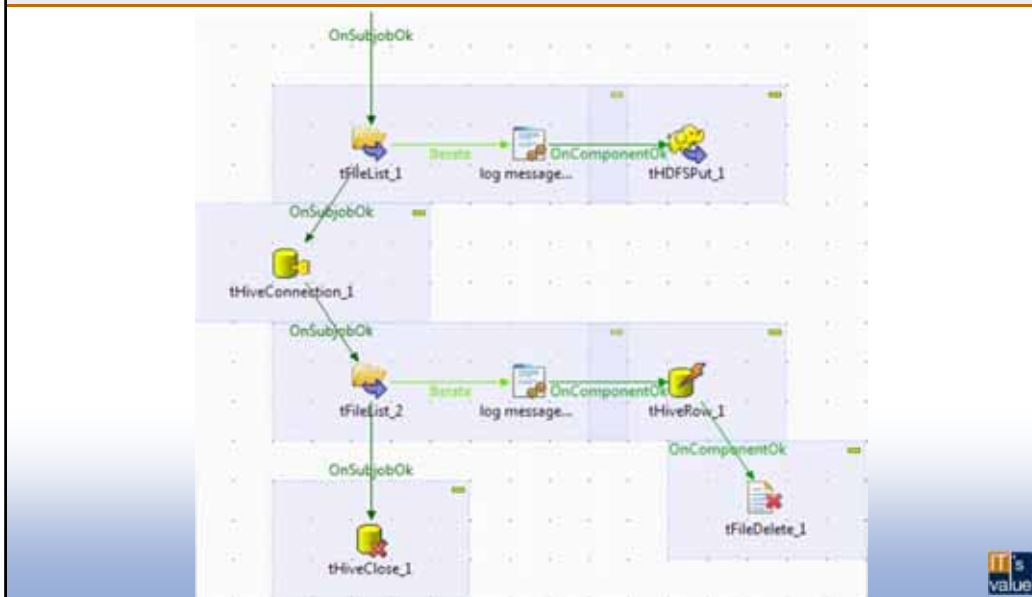 OnSubjobOk
Iterate
OnComponentOk
tFileList_1
log message...
tHDFSPut_1
OnSubjobOk
tHiveConnection_1
OnSubjobOk
Iterate
OnComponentOk
tFileList_2
log message...
tHiveRow_1
OnComponentOk
OnSubjobOk
tFileDelete_1
tHiveClose_1
IT's
value